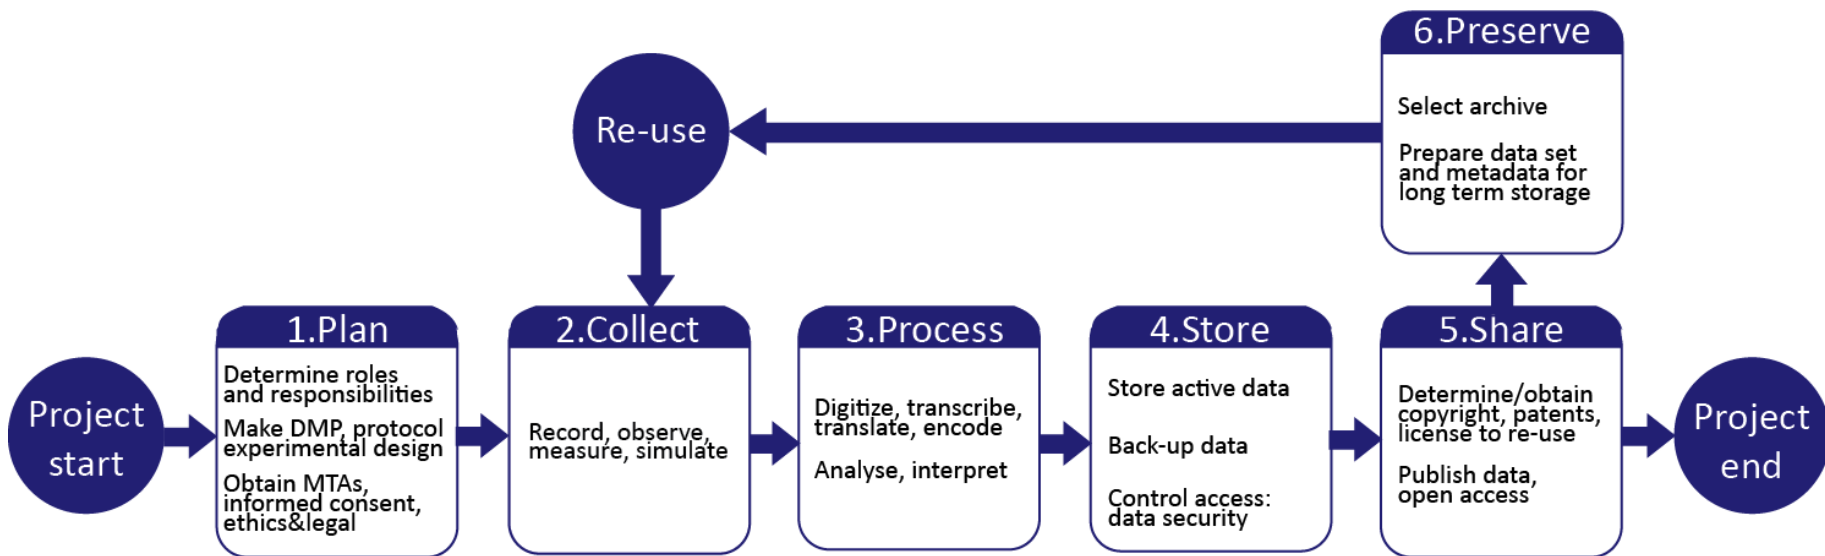 6.Preserve
Select archive
Prepare data set
and metadata for
long term storage
Re-use
Project
start
1.Plan
Determine roles
and responsibilities
Make DMP, protocol
experimental design
Obtain MTAs,
informed consent,
ethics&legal
2.Collect
Record, observe,
measure, simulate
3.Process
Digitize, transcribe,
translate, encode
Analyse, interpret
4.Store
Store active data
Back-up data
Control access:
data security
5.Share
Determine/obtain
copyright, patents,
license to re-use
Publish data,
open access
Project
end